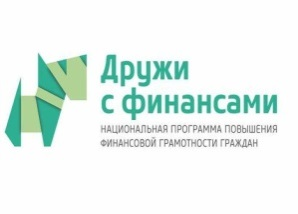 Дружи
с финансами
НАЦИОНАЛЬНАЯ ПРОГРАММА ПОВЫШЕНИЯ
ФИНАНСОВОЙ ГРАМОТНОСТИ ГРАЖДАН